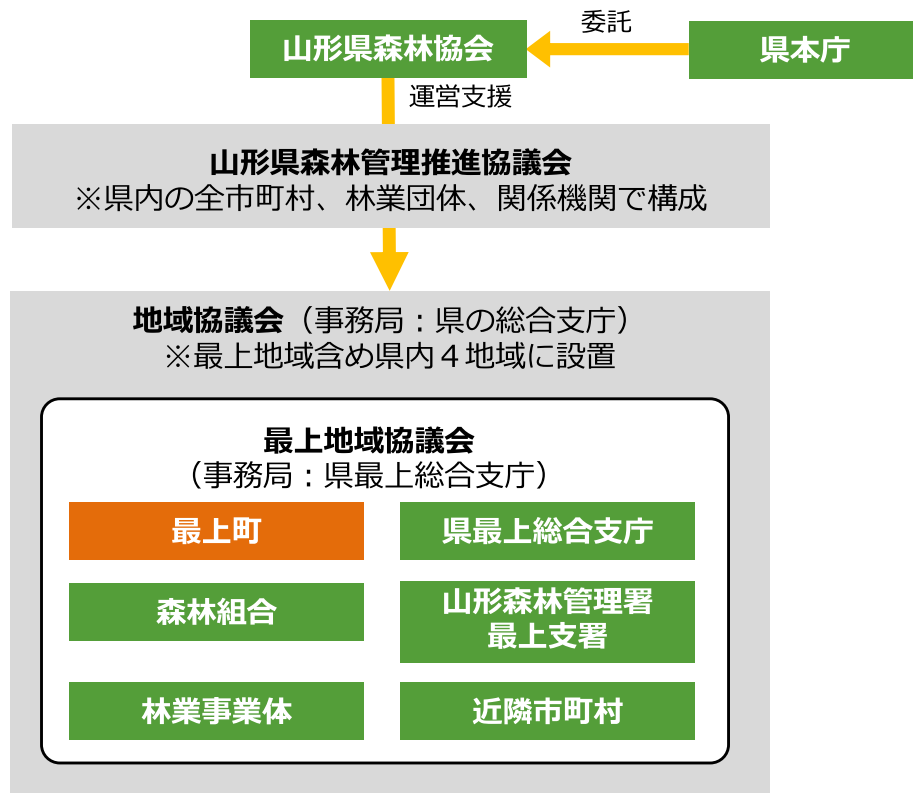 山形県森林協会
委託
県本庁
運営支援
山形県森林管理推進協議会
※県内の全市町村、林業団体、関係機関で構成
地域協議会（事務局：県の総合支庁）
※最上地域含め県内４地域に設置
最上地域協議会
（事務局：県最上総合支庁）
最上町
県最上総合支庁
森林組合
山形森林管理署
最上支署
林業事業体
近隣市町村